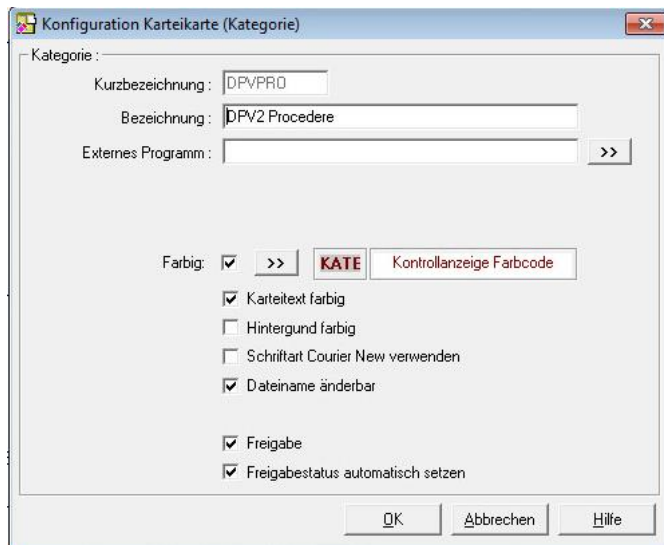 Konfiguration Karteikarte (Kategorie)
Kategorie :
Kurzbezeichnung : DPVPRO
Bezeichnung : DPV2 Procedere
Externes Programm : >>
Farbig: >> KATE Kontrollanzeige Farbcode
Karteitext farbig
Hintergund farbig
Schriftart Courier New verwenden
Dateiname änderbar
Freigabe
Freigabestatus automatisch setzen
OK Abbrechen Hilfe